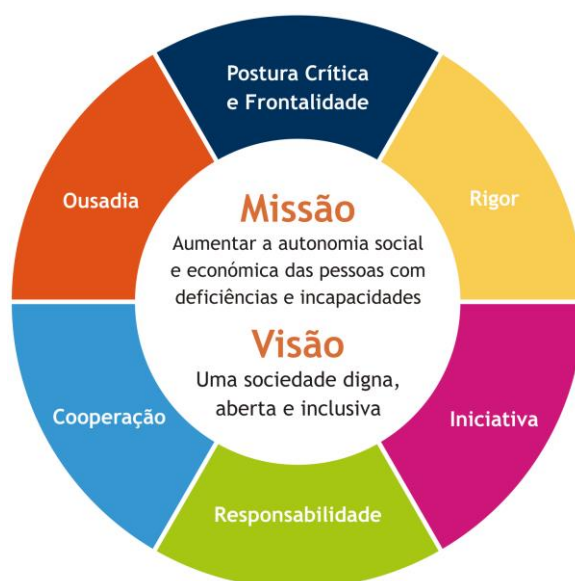 Postura Crítica
e Frontalidade
Ousadia
Rigor
Missão
Aumentar a autonomia social
e económica das pessoas com
deficiências e incapacidades
Visão
Uma sociedade digna,
aberta e inclusiva
Cooperação
Iniciativa
Responsabilidade